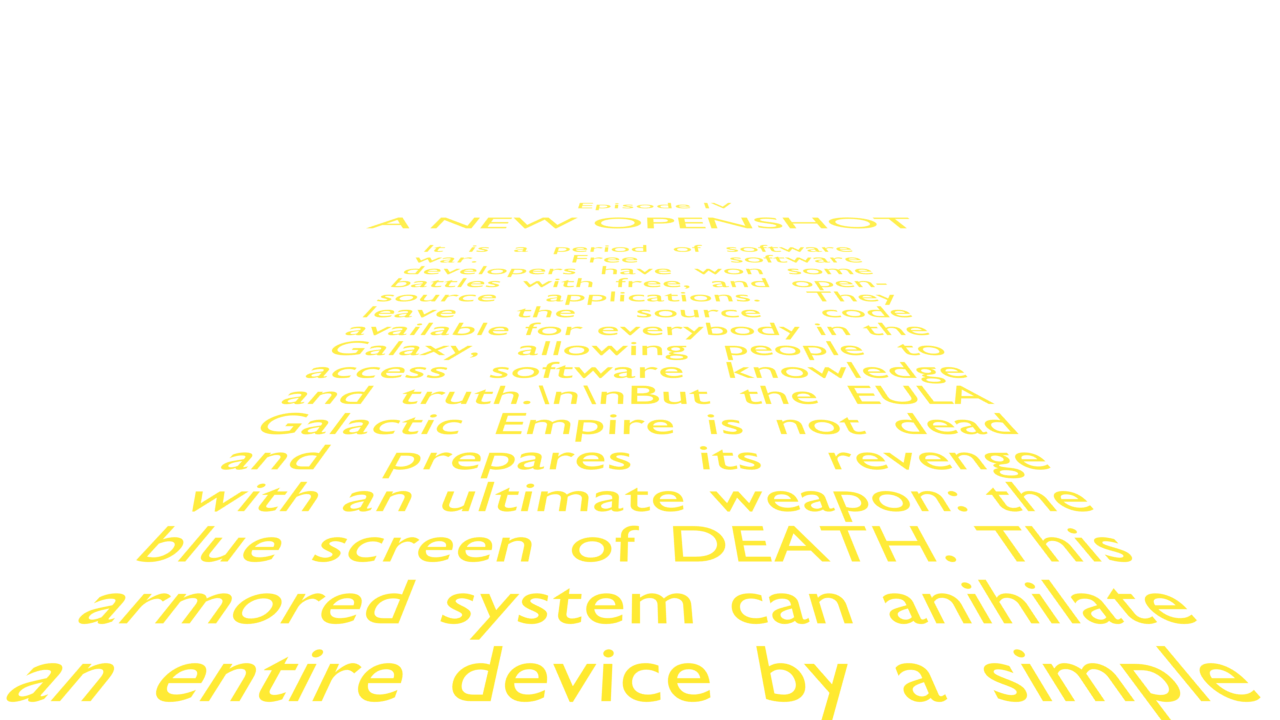 Episode IV
A NEW OPENSHOT
It is a period of software
war. Free software
developers have won some
battles with free, and open-
source applications. They
leave the source code
available for everybody in the
Galaxy, allowing people to
access software knowledge
and truth.\n\nBut the EULA
Galactic Empire is not dead
and prepares its revenge
with an ultimate weapon: the
blue screen of DEATH. This
armored system can anihilate
an entire device by a simple